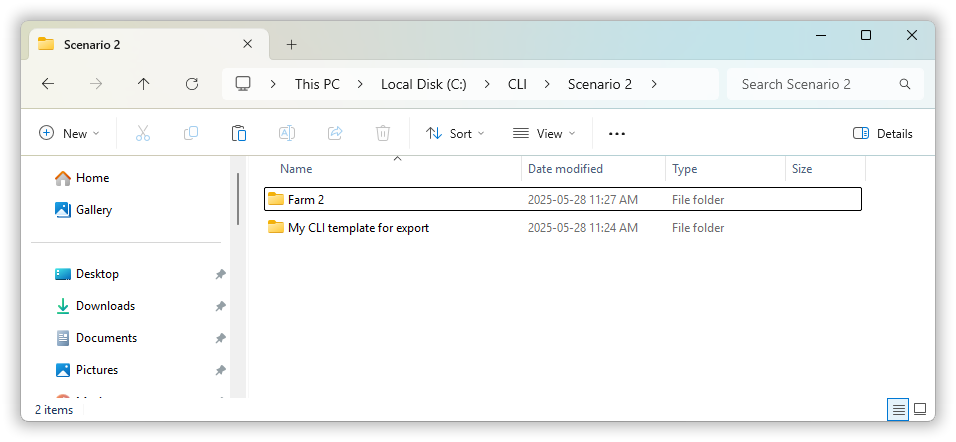 Scenario 2
This PC > Local Disk (C:) > CLI > Scenario 2 >
Search Scenario 2
New
Sort
View
Details
Home
Gallery
Desktop
Downloads
Documents
Pictures
Name Date modified Type Size
Farm 2 2025-05-28 11:27 AM File folder
My CLI template for export 2025-05-28 11:24 AM File folder
2 items